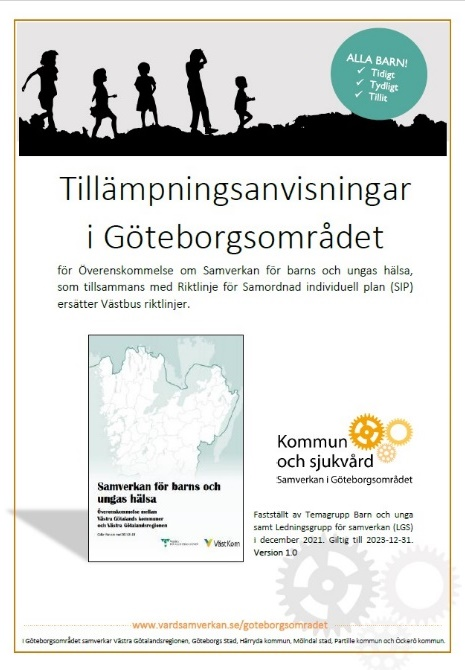 ALLA BARN!
✓ Tidigt
✓ Tydligt
✓ Tillit
Tillämpningsanvisningar
i Göteborgsområdet
för Överenskommelse om Samverkan för barns och ungas hälsa,
som tillsammans med Riktlinje för Samordnad individuell plan (SIP)
ersätter Västbus riktlinjer.
Samverkan för barns och
ungas hälsa
Överenskommelse mellan
Västra Götalands kommuner
och Västra Götalandsregionen
VästKom
Kommun
och sjukvård
Samverkan i Göteborgsområdet
Fastställt av Temagrupp Barn och unga
samt Ledningsgrupp för samverkan (LGS)
i december 2021. Giltig till 2023-12-31.
Version 1.0
www.vardsamverkan.se/goteborgsomradet
I Göteborgsområdet samverkar Västra Götalandsregionen, Göteborgs Stad, Härryda kommun, Mölndal stad, Partille kommun och Öckerö kommun.